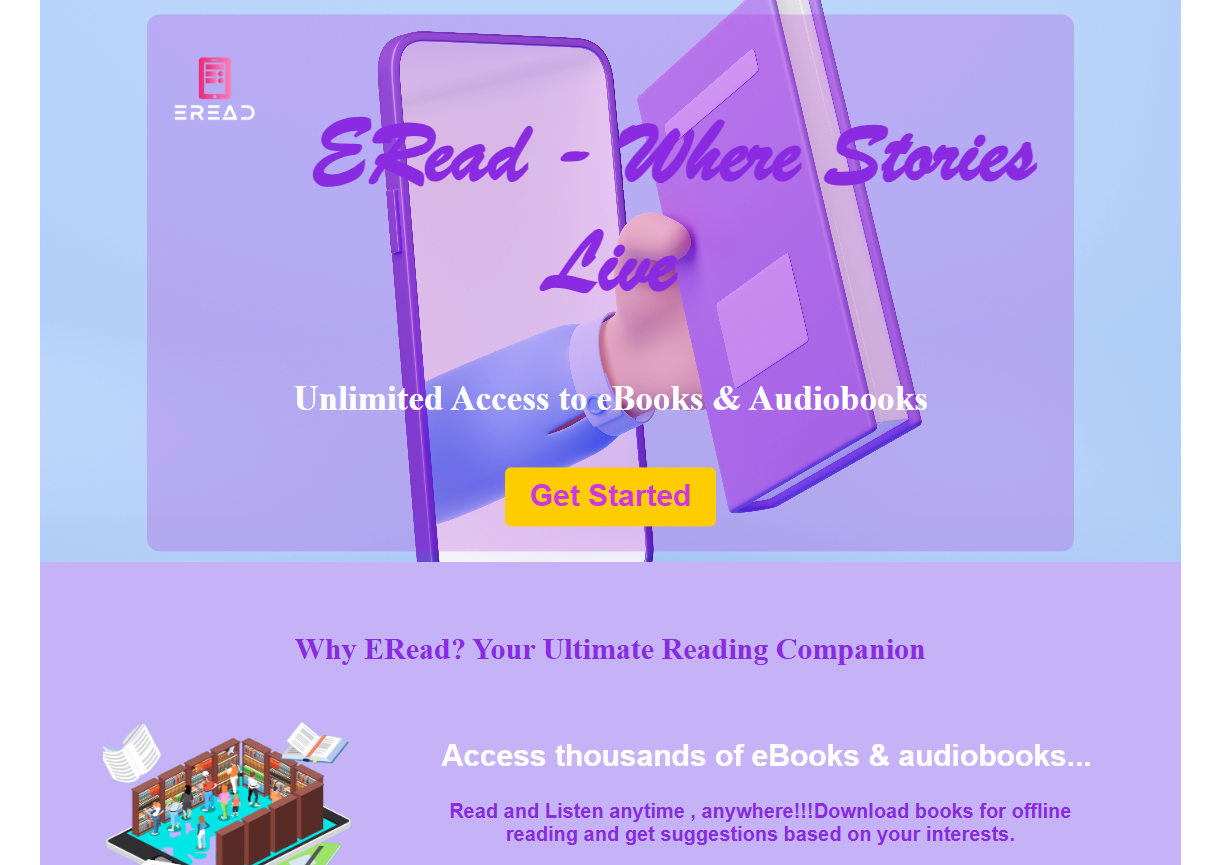 EREAD
ERead - Where Stories
Live
Unlimited Access to eBooks & Audiobooks
Get Started
Why ERead? Your Ultimate Reading Companion
Access thousands of eBooks & audiobooks...
Read and Listen anytime , anywhere!!!Download books for offline
reading and get suggestions based on your interests.